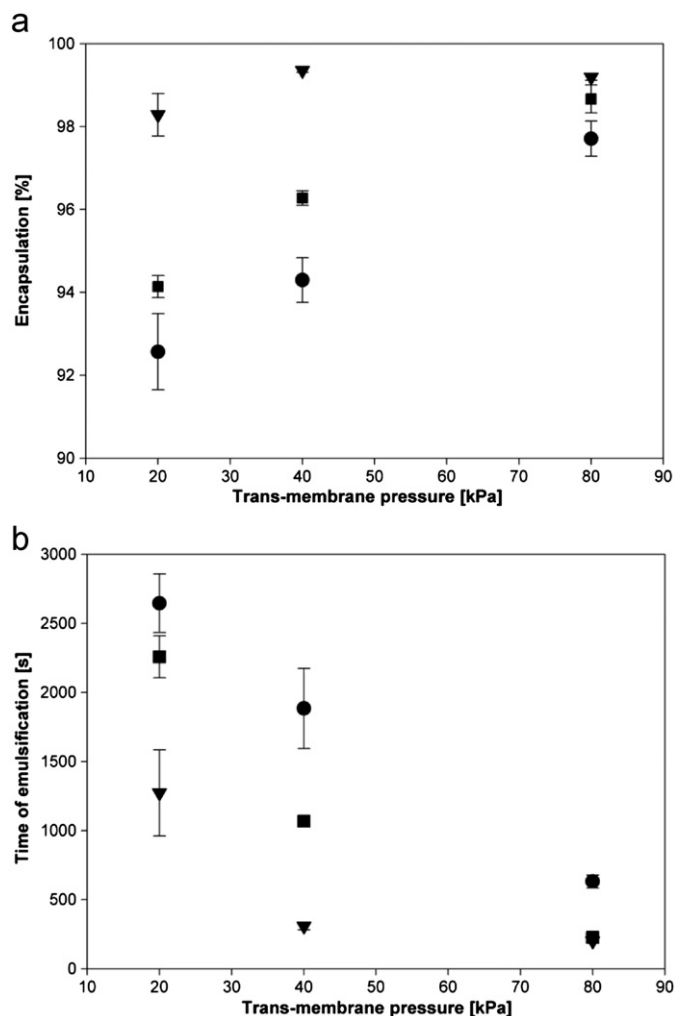 a
100
98
96
94
92
90
Encapsulation [%]
10 20 30 40 50 60 70 80 90
Trans-membrane pressure [kPa]
b
3000
2500
2000
1500
1000
500
0
Time of emulsification [s]
10 20 30 40 50 60 70 80 90
Trans-membrane pressure [kPa]